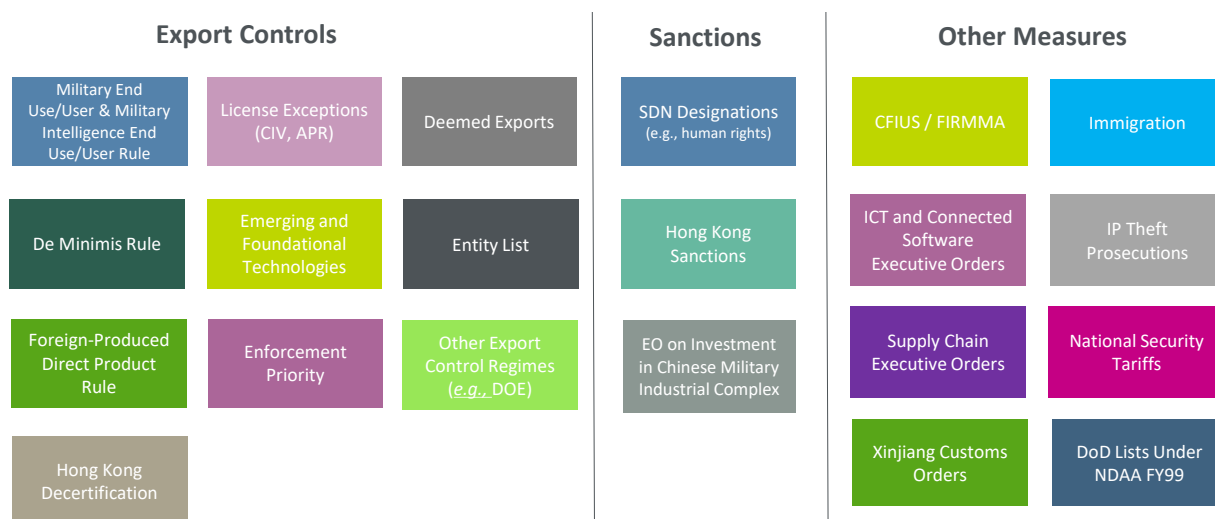 Export Controls
Sanctions
Other Measures
Military End
Use/User & Military
Intelligence End
Use/User Rule
License Exceptions
(CIV, APR)
Deemed Exports
SDN Designations
(e.g., human rights)
CFIUS / FIRMMA
Immigration
De Minimis Rule
Emerging and
Foundational
Technologies
Entity List
Hong Kong
Sanctions
ICT and Connected
Software
Executive Orders
IP Theft
Prosecutions
Foreign-Produced
Direct Product
Rule
Enforcement
Priority
Other Export
Control Regimes
(e.g., DOE)
EO on Investment
in Chinese Military
Industrial Complex
Supply Chain
Executive Orders
National Security
Tariffs
Hong Kong
Decertification
Xinjiang Customs
Orders
DoD Lists Under
NDAA FY99